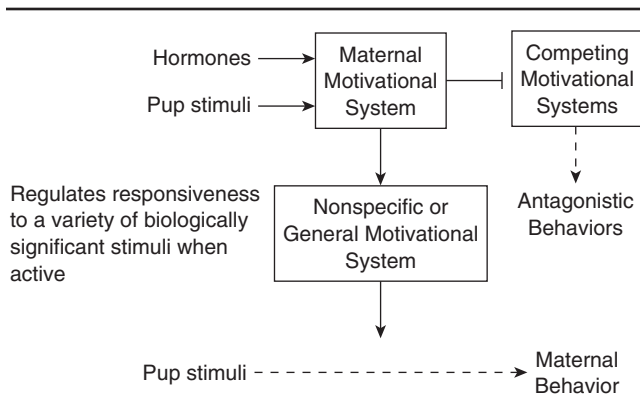 Hormones
Pup stimuli
Maternal
Motivational
System
Competing
Motivational
Systems
Regulates responsiveness
to a variety of biologically
significant stimuli when
active
Nonspecific or
General Motivational
System
Antagonistic
Behaviors
Pup stimuli
Maternal
Behavior